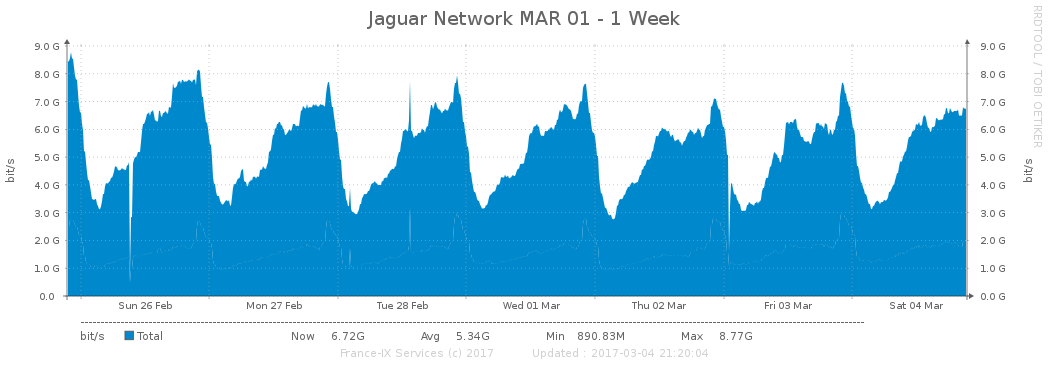 Jaguar Network MAR 01 - 1 Week
RRDTOOL / TOBI OETIKER
bit/s
9.0 G 9.0 G
8.0 G 8.0 G
7.0 G 7.0 G
6.0 G 6.0 G
5.0 G 5.0 G
4.0 G 4.0 G
3.0 G 3.0 G
2.0 G 2.0 G
1.0 G 1.0 G
0.0 0.0 G
bit/s
Sun 26 Feb Mon 27 Feb Tue 28 Feb Wed 01 Mar Thu 02 Mar Fri 03 Mar Sat 04 Mar
bit/s Total Now 6.72G Avg 5.34G Min 890.83M Max 8.77G
France-IX Services (c) 2017 Updated : 2017-03-04 21:20:04